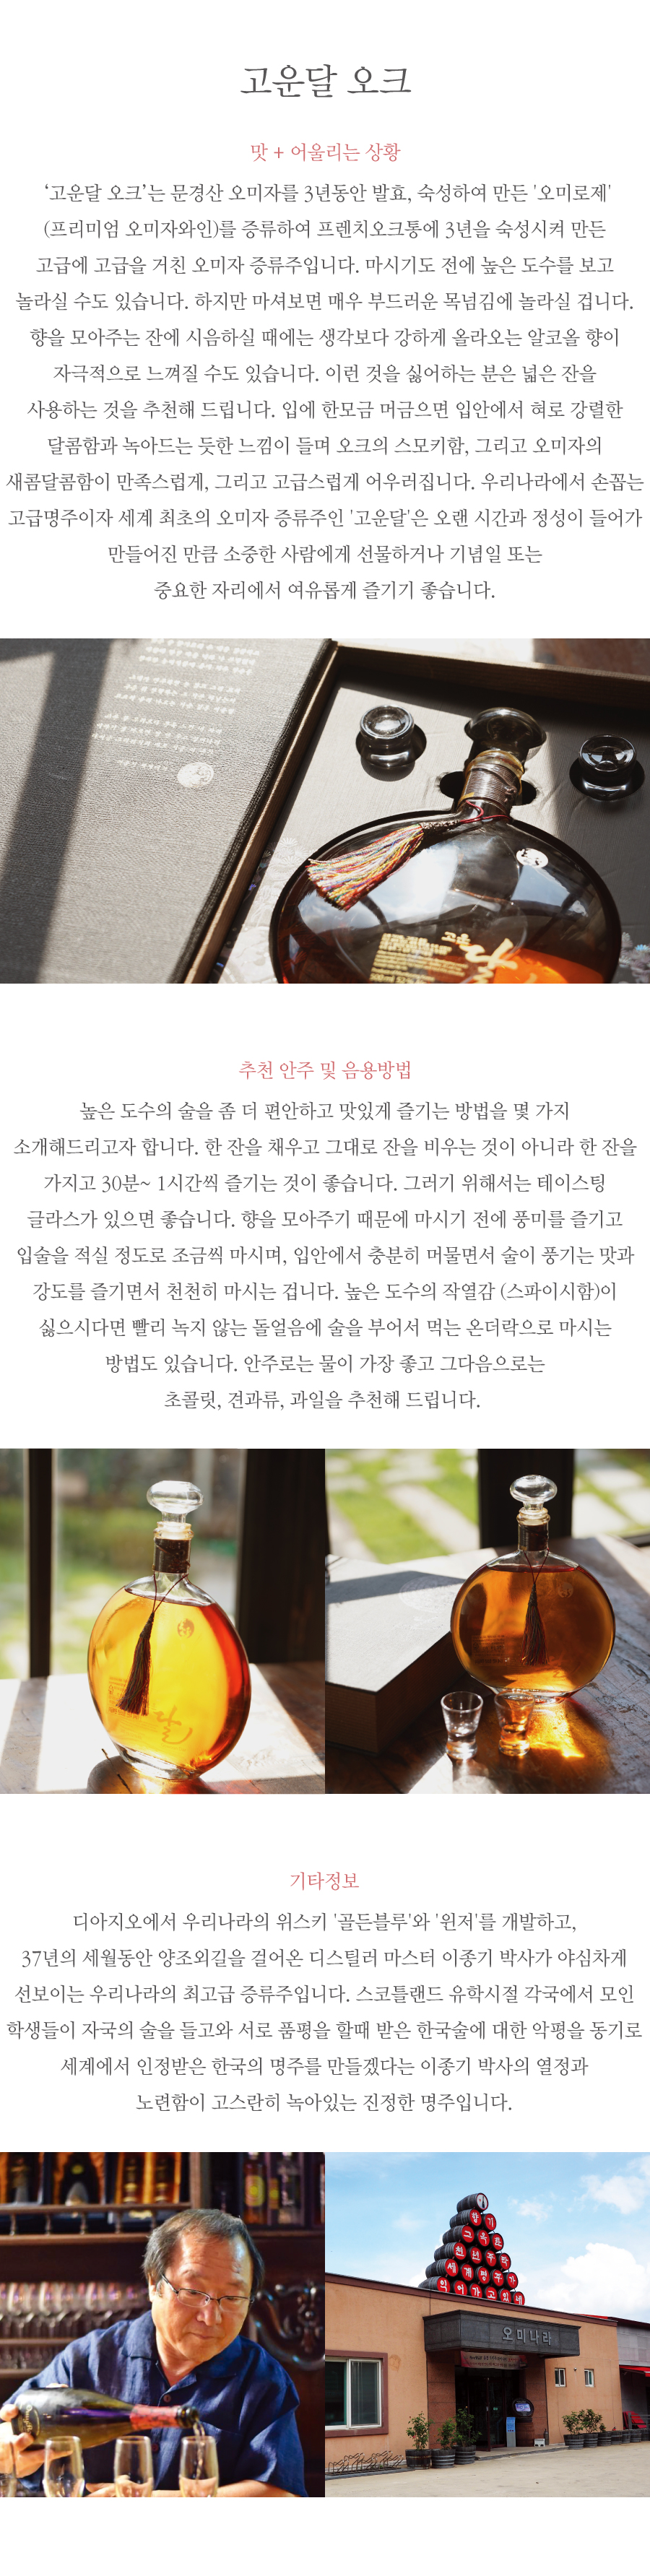 고운달 오크
맛 + 어울리는 상황
‘고운달 오크’는 문경산 오미자를 3년동안 발효, 숙성하여 만든 '오미로제'
(프리미엄 오미자와인)를 증류하여 프렌치오크통에 3년을 숙성시켜 만든
고급에 고급을 거친 오미자 증류주입니다. 마시기도 전에 높은 도수를 보고
놀라실 수도 있습니다. 하지만 마셔보면 매우 부드러운 목넘김에 놀라실 겁니다.
향을 모아주는 잔에 시음하실 때에는 생각보다 강하게 올라오는 알코올 향이
자극적으로 느껴질 수도 있습니다. 이런 것을 싫어하는 분은 넓은 잔을
사용하는 것을 추천해 드립니다. 입에 한모금 머금으면 입안에서 혀로 강렬한
달콤함과 녹아드는 듯한 느낌이 들며 오크의 스모키함, 그리고 오미자의
새콤달콤함이 만족스럽게, 그리고 고급스럽게 어우러집니다. 우리나라에서 손꼽는
고급명주이자 세계 최초의 오미자 증류주인 '고운달'은 오랜 시간과 정성이 들어가
만들어진 만큼 소중한 사람에게 선물하거나 기념일 또는
중요한 자리에서 여유롭게 즐기기 좋습니다.
고운
달
추천 안주 및 음용방법
높은 도수의 술을 좀 더 편안하고 맛있게 즐기는 방법을 몇 가지
소개해드리고자 합니다. 한 잔을 채우고 그대로 잔을 비우는 것이 아니라 한 잔을
가지고 30분~ 1시간씩 즐기는 것이 좋습니다. 그러기 위해서는 테이스팅
글라스가 있으면 좋습니다. 향을 모아주기 때문에 마시기 전에 풍미를 즐기고
입술을 적실 정도로 조금씩 마시며, 입안에서 충분히 머물면서 술이 풍기는 맛과
강도를 즐기면서 천천히 마시는 겁니다. 높은 도수의 작열감 (스파이시함)이
싫으시다면 빨리 녹지 않는 돌얼음에 술을 부어서 먹는 온더락으로 마시는
방법도 있습니다. 안주로는 물이 가장 좋고 그다음으로는
초콜릿, 견과류, 과일을 추천해 드립니다.
달
기타정보
디아지오에서 우리나라의 위스키 '골든블루'와 '윈저'를 개발하고,
37년의 세월동안 양조외길을 걸어온 디스틸러 마스터 이종기 박사가 야심차게
선보이는 우리나라의 최고급 증류주입니다. 스코틀랜드 유학시절 각국에서 모인
학생들이 자국의 술을 들고와 서로 품평을 할때 받은 한국술에 대한 악평을 동기로
세계에서 인정받은 한국의 명주를 만들겠다는 이종기 박사의 열정과
노련함이 고스란히 녹아있는 진정한 명주입니다.
세계명주가
익어가고있네
오미나라